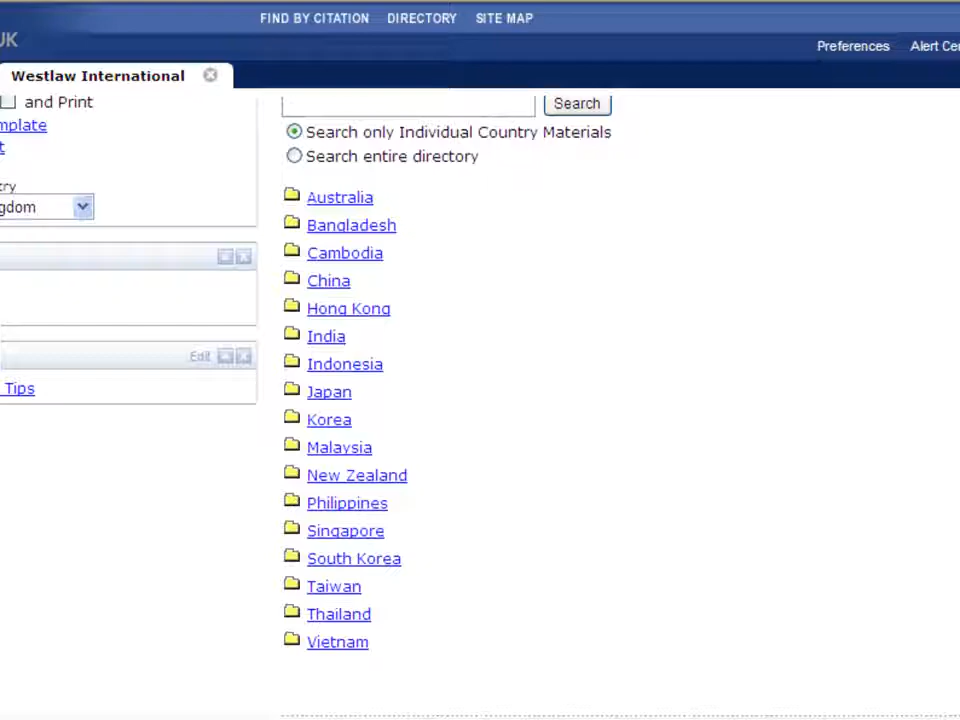 FIND BY CITATION DIRECTORY SITE MAP
UK
Preferences Alert Cen
Westlaw International
and Print
Search
mplate
Search only Individual Country Materials
t
Search entire directory
try
gdom
Australia
Bangladesh
Cambodia
China
Hong Kong
India
Edit
Indonesia
Tips
Japan
Korea
Malaysia
New Zealand
Philippines
Singapore
South Korea
Taiwan
Thailand
Vietnam